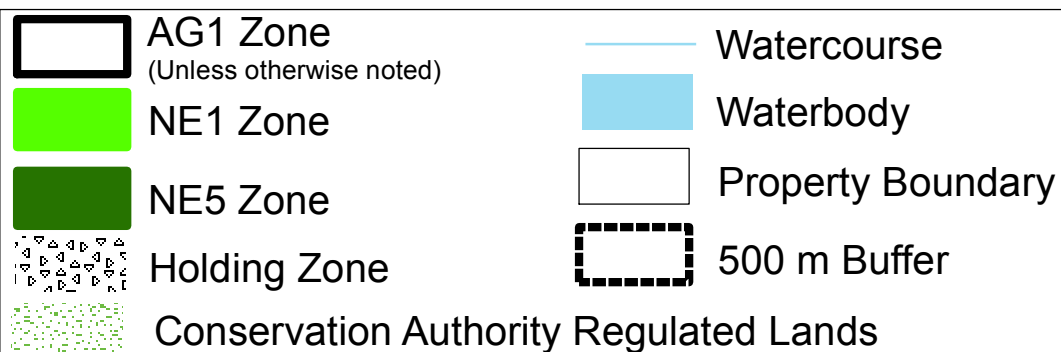 AG1 Zone
(Unless otherwise noted)
NE1 Zone
NE5 Zone
Holding Zone
Conservation Authority Regulated Lands
Watercourse
Waterbody
Property Boundary
500 m Buffer